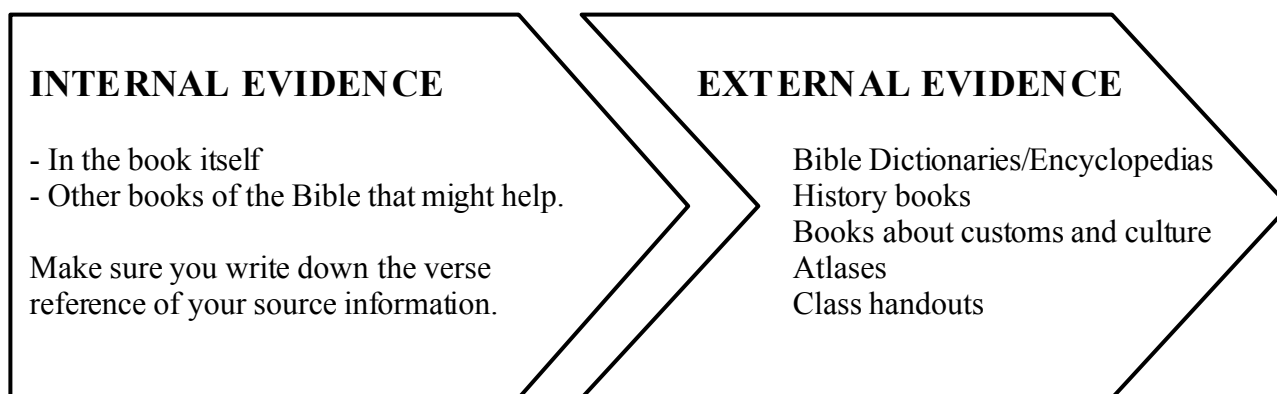 INTERNAL EVIDENCE
- In the book itself
- Other books of the Bible that might help.
Make sure you write down the verse
reference of your source information.
EXTERNAL EVIDENCE
Bible Dictionaries/Encyclopedias
History books
Books about customs and culture
Atlases
Class handouts